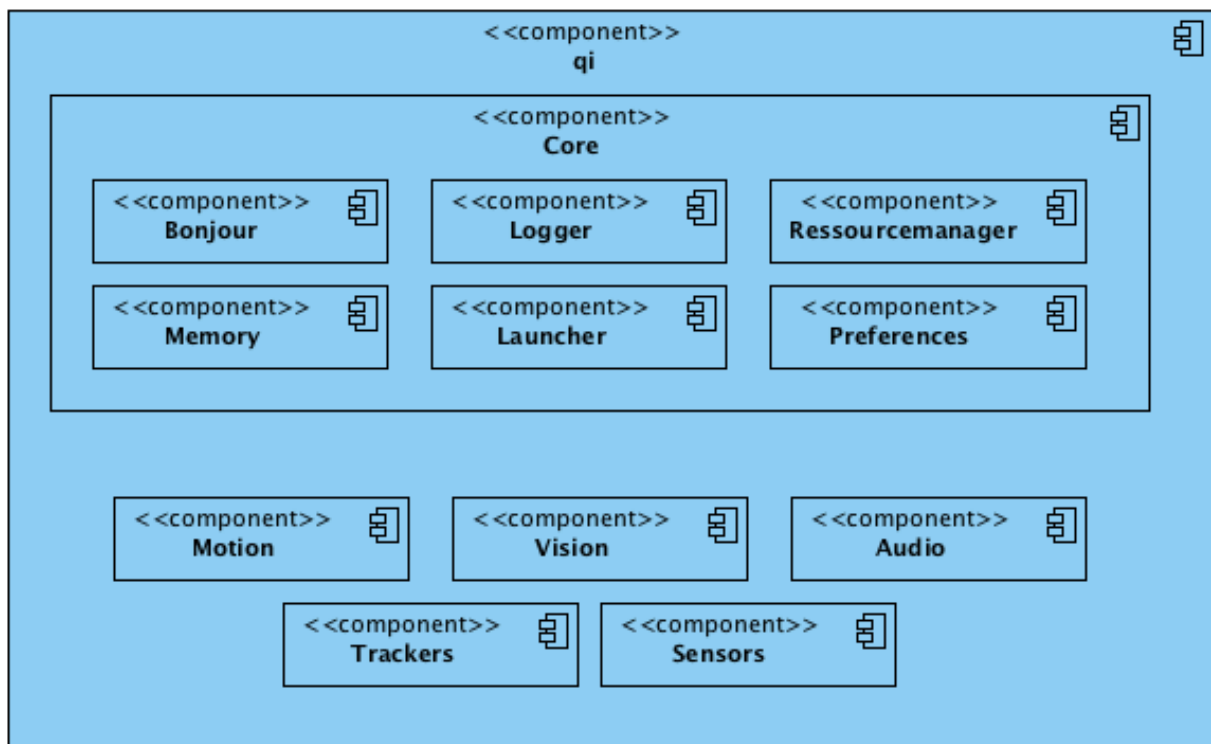 <<component>>
qi
<<component>>
Core
<<component>>
Bonjour
<<component>>
Logger
<<component>>
Ressourcemanager
<<component>>
Memory
<<component>>
Launcher
<<component>>
Preferences
<<component>>
Motion
<<component>>
Vision
<<component>>
Audio
<<component>>
Trackers
<<component>>
Sensors